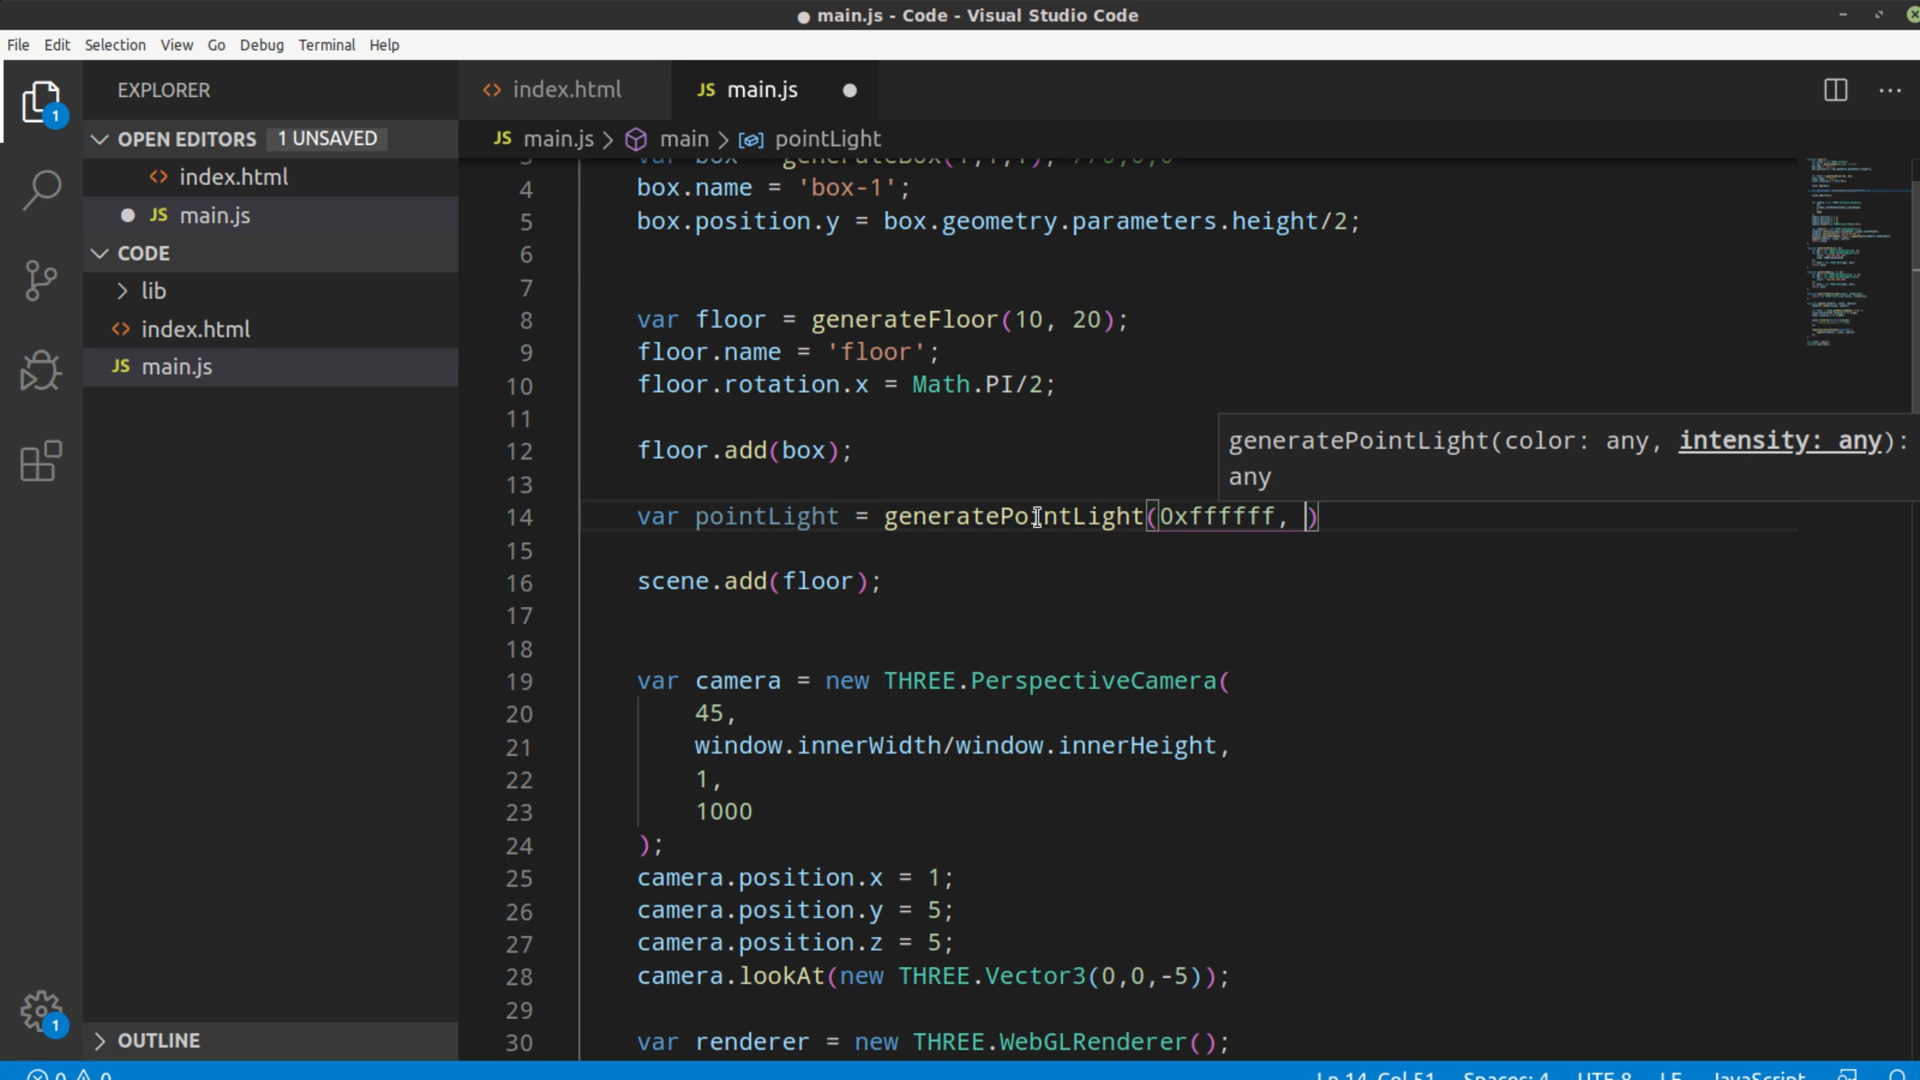 ● main.js - Code - Visual Studio Code
File Edit Selection View Go Debug Terminal Help
1
EXPLORER
OPEN EDITORS 1 UNSAVED
<> index.html
● JS main.js
CODE
> lib
<> index.html
JS main.js
1
> OUTLINE
<> index.html JS main.js ●
JS main.js > main > pointLight
4 box.name = 'box-1';
5 box.position.y = box.geometry.parameters.height/2;
6
7
8 var floor = generateFloor(10, 20);
9 floor.name = 'floor';
10 floor.rotation.x = Math.PI/2;
11
12 floor.add(box);
13
generatePointLight(color: any, intensity: any):
any
14 var pointLight = generatePointLight(0xffffff, )
15
16 scene.add(floor);
17
18
19 var camera = new THREE.PerspectiveCamera(
20 45,
21 window.innerWidth/window.innerHeight,
22 1,
23 1000
24 );
25 camera.position.x = 1;
26 camera.position.y = 5;
27 camera.position.z = 5;
28 camera.lookAt(new THREE.Vector3(0,0,-5));
29
30 var renderer = new THREE.WebGLRenderer();
0 0 Ln 14, Col 51 Spaces: 4 UTF-8 LF JavaScript